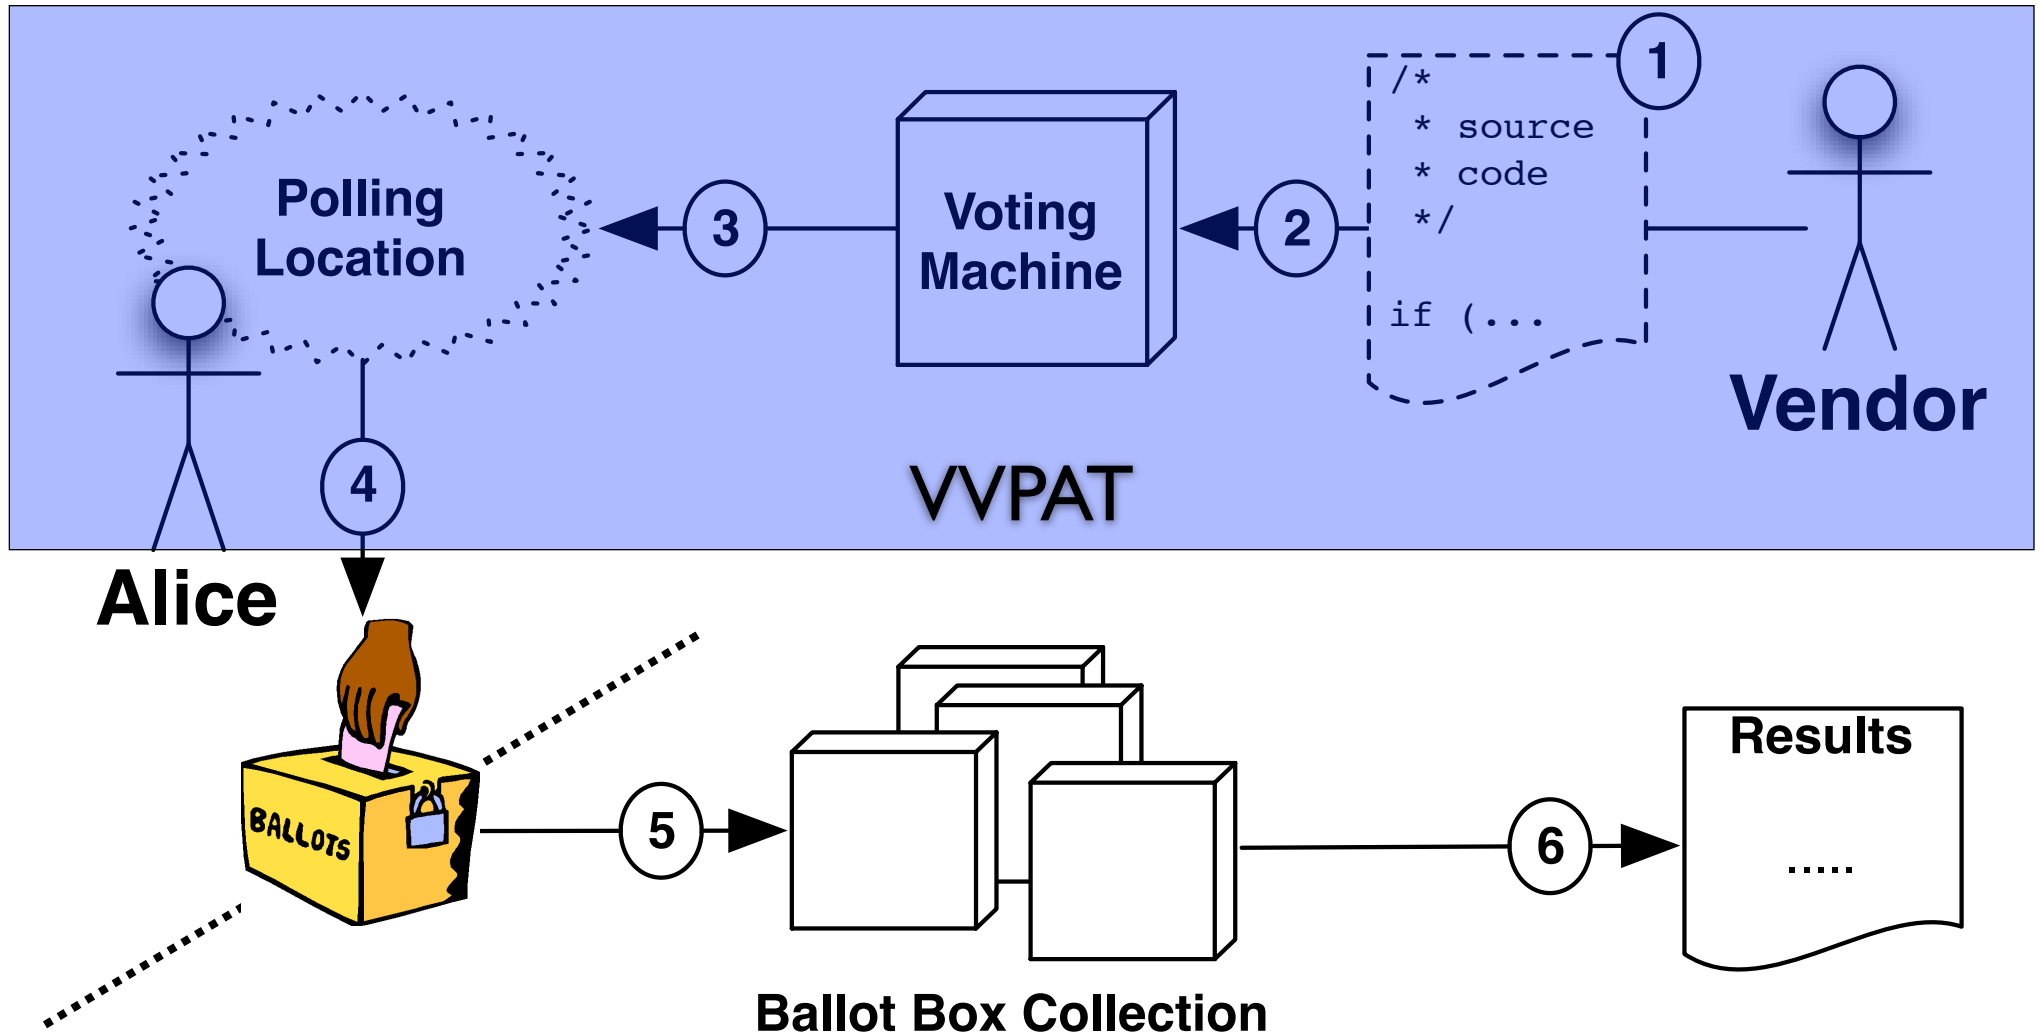 1
/*
* source
* code
*/
if (...
Polling
Location
3
Voting
Machine
2
Vendor
4
VVPAT
Alice
BALLOTS
5
6
Results
.....
Ballot Box Collection